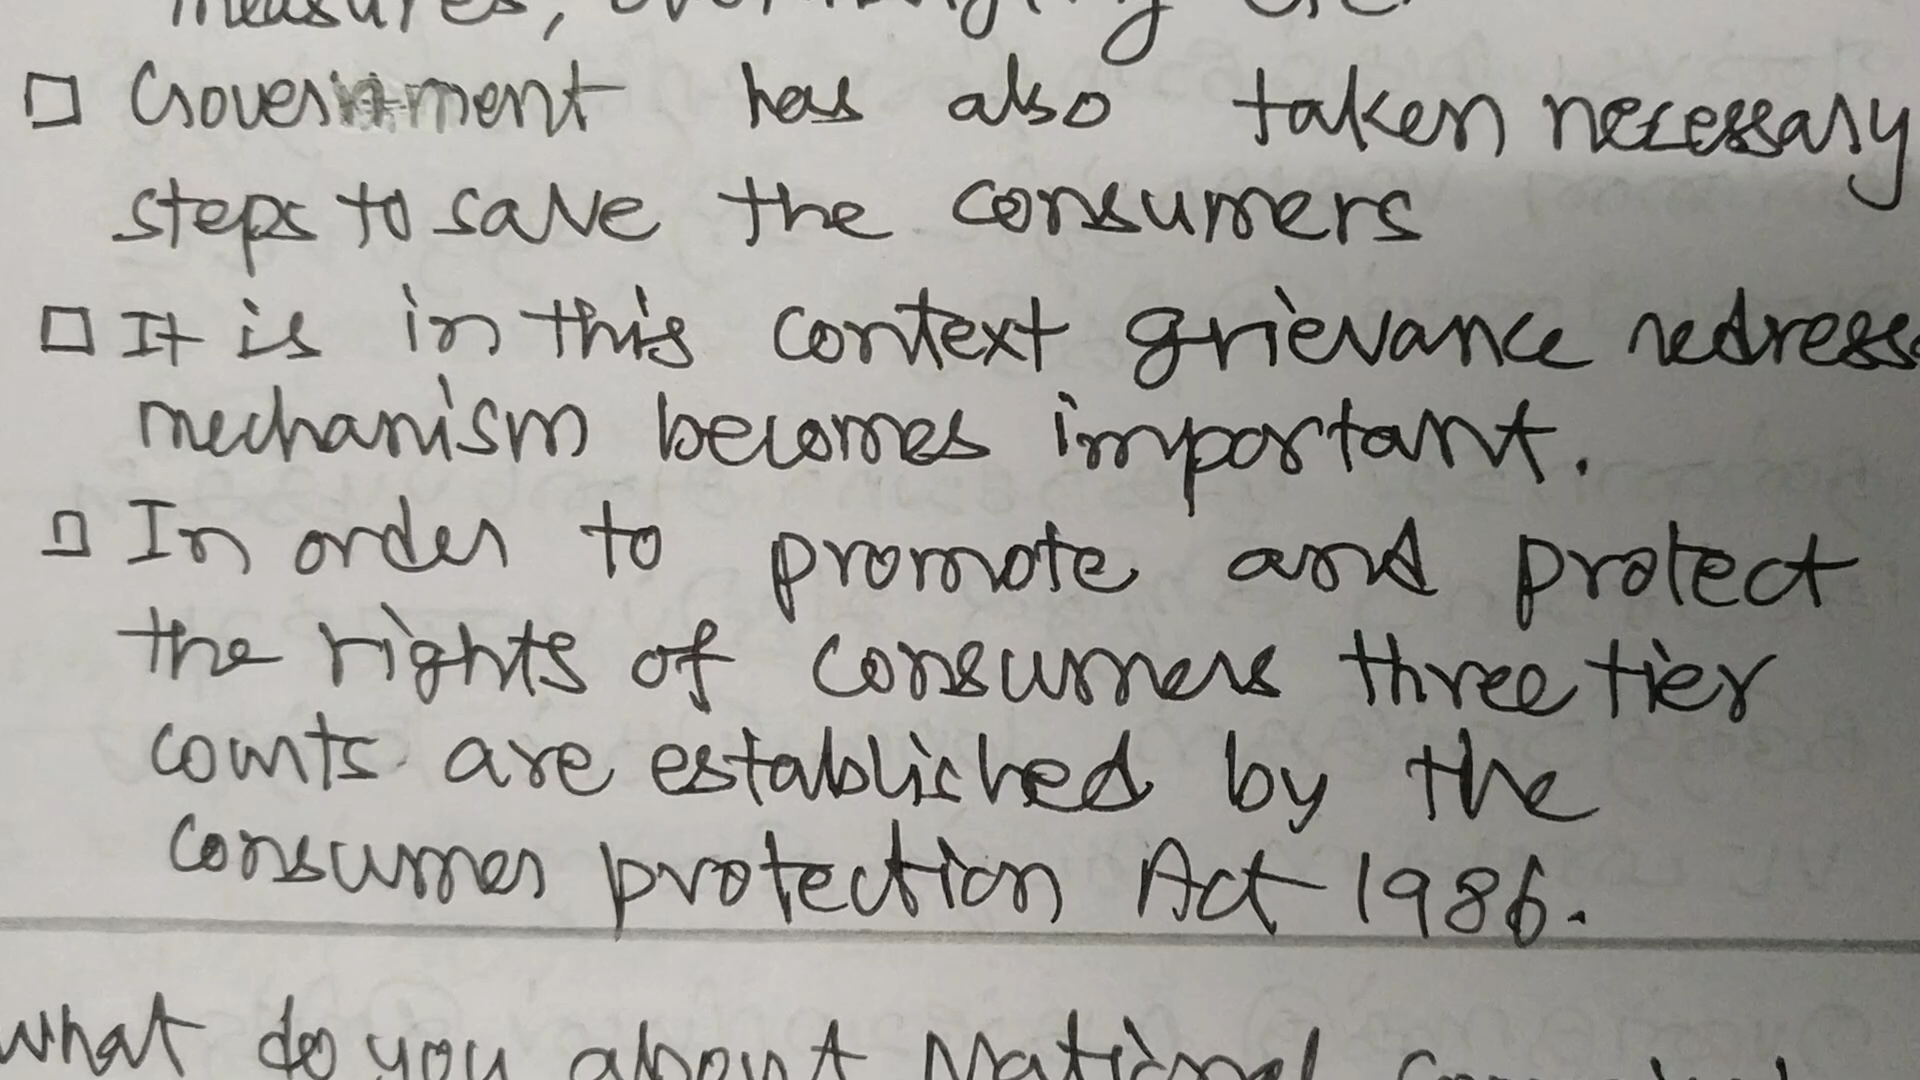 measures,
□ Government has also taken necessary
steps to save the consumers
□ It is in this context grievance redress
mechanism becomes important.
□ In order to promote and protect
the rights of consumers three tier
counts are established by the
Consumer protection Act 1986.
what do you about National